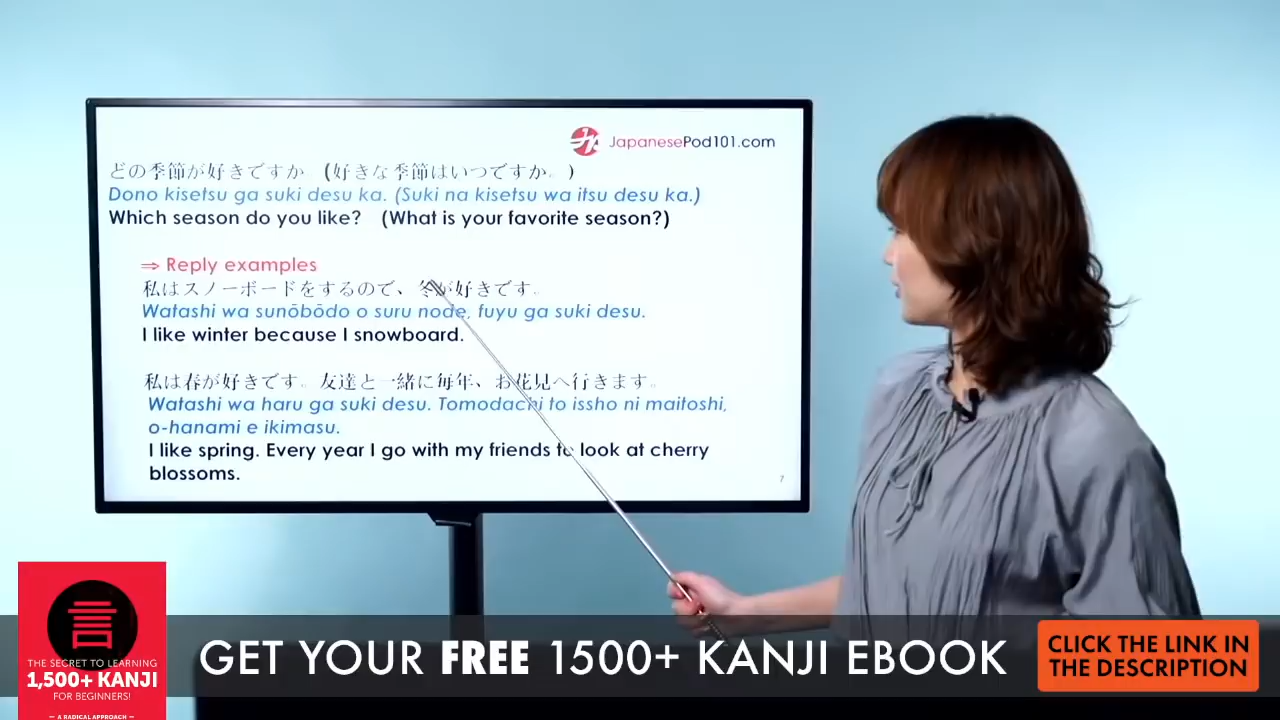 JapanesePod101.com
どの季節が好きですか。(好きな季節はいつですか。)
Dono kisetsu ga suki desu ka. (Suki na kisetsu wa itsu desu ka.)
Which season do you like? (What is your favorite season?)
⇒ Reply examples
私はスノーボードをするので、冬が好きです。
Watashi wa sunōbōdo o suru node, fuyu ga suki desu.
I like winter because I snowboard.
私は春が好きです。友達と一緒に毎年、お花見へ行きます。
Watashi wa haru ga suki desu. Tomodachi to issho ni maitoshi,
o-hanami e ikimasu.
I like spring. Every year I go with my friends to look at cherry
blossoms.
7
言
THE SECRET TO LEARNING
1,500+ KANJI
FOR BEGINNERS!
– A RADICAL APPROACH –
GET YOUR FREE 1500+ KANJI EBOOK
CLICK THE LINK IN
THE DESCRIPTION